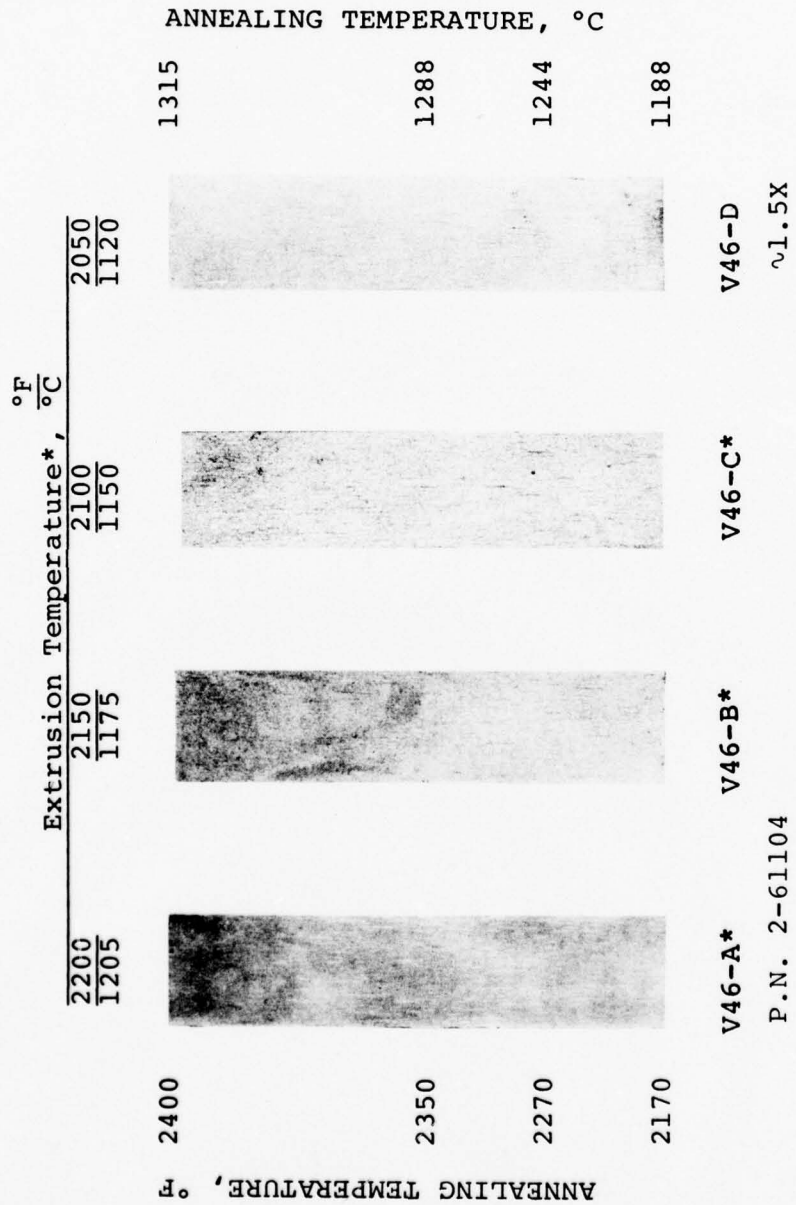 Extrusion Temperature*, °F
°C
2200 2150 2100 2050
1205 1175 1150 1120
ANNEALING TEMPERATURE, °F
2400
2350
2270
2170
ANNEALING TEMPERATURE, °C
1315
1288
1244
1188
V46-A* V46-B* V46-C* V46-D
P.N. 2-61104 ~1.5X